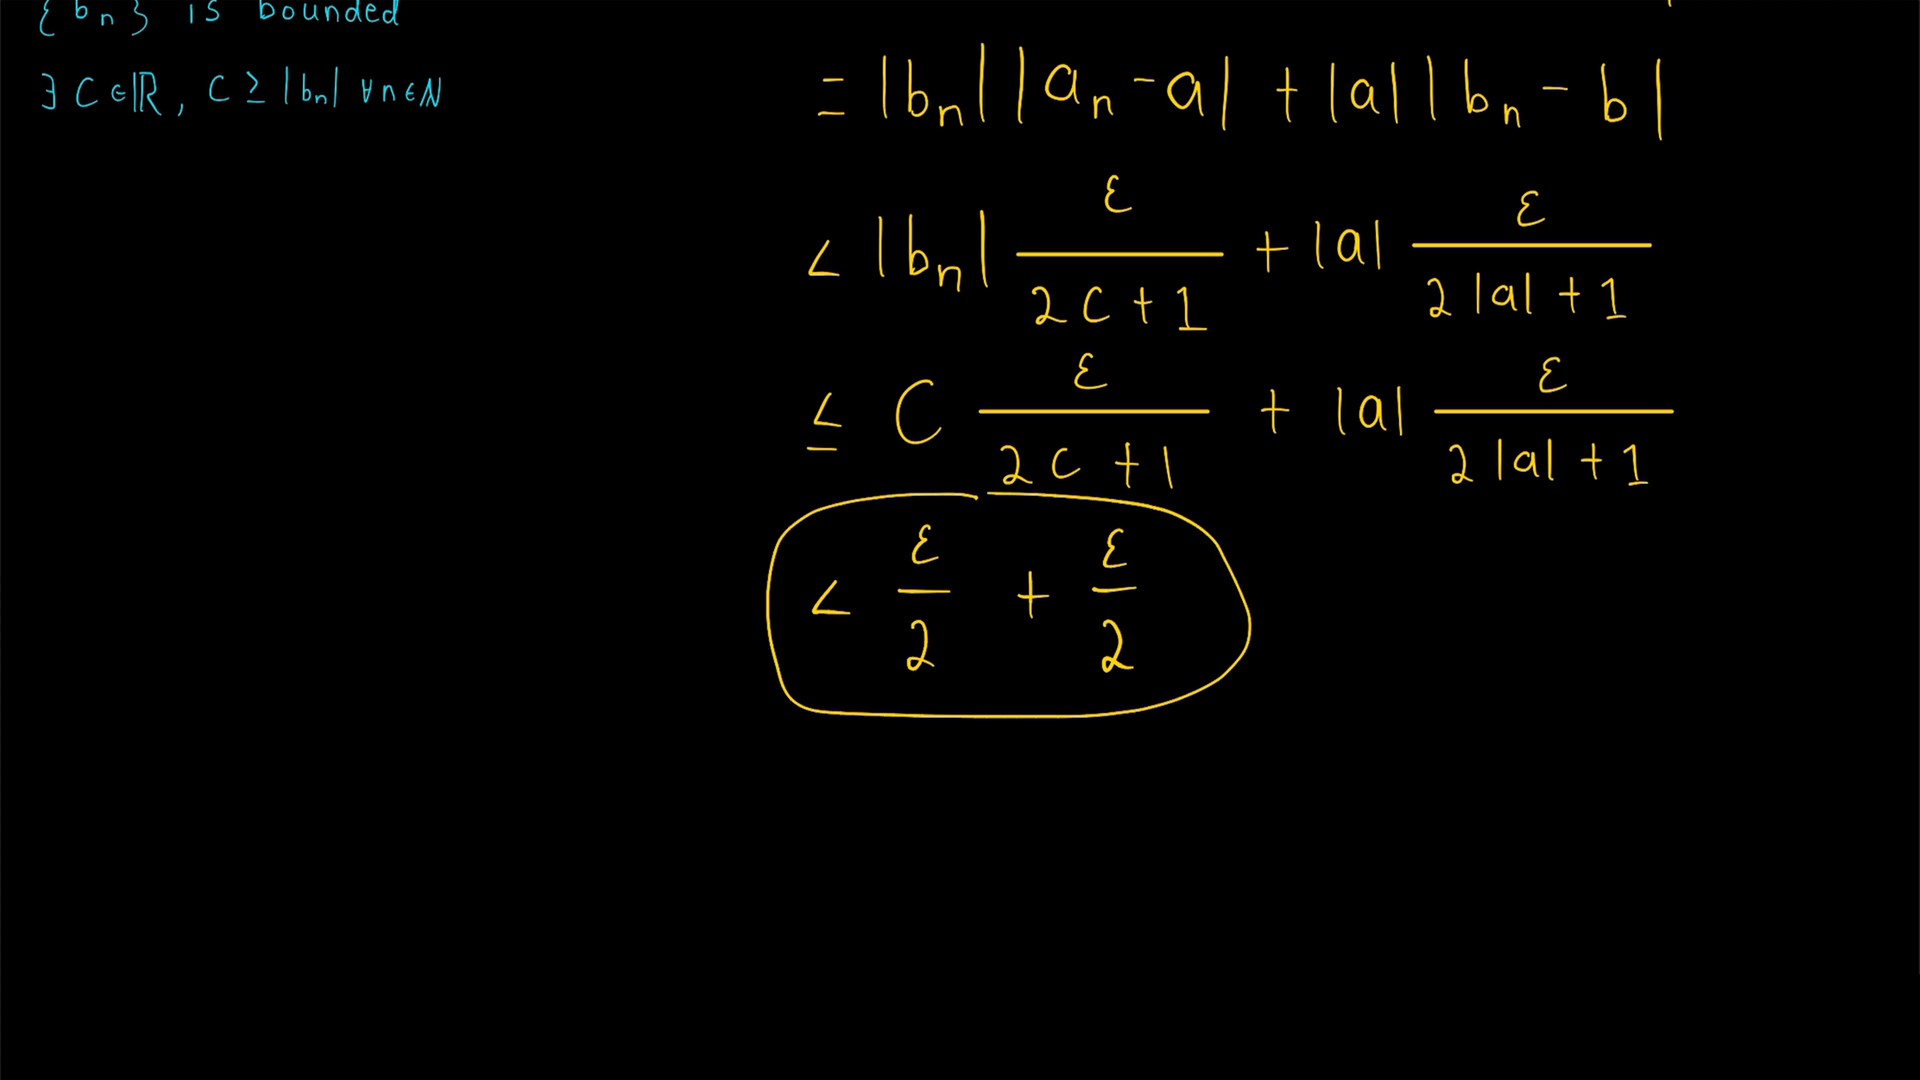 {bn} is bounded
∃ C ∈ ℝ, C ≥ |bn| ∀n∈ℕ
= |bn| |an - a| + |a| |bn - b|
< |bn| ε/(2C + 1) + |a| ε/(2|a| + 1)
≤ C ε/(2C + 1) + |a| ε/(2|a| + 1)
< ε/2 + ε/2